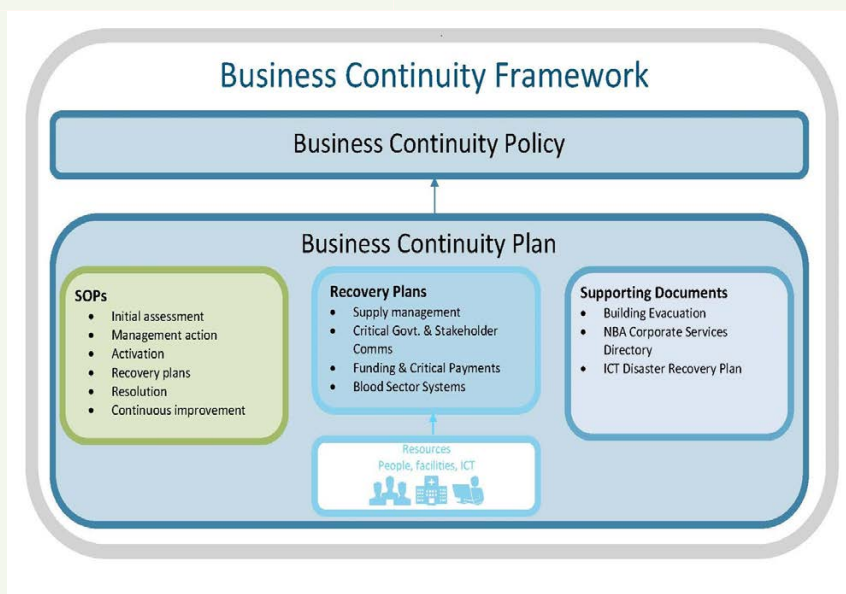 Business Continuity Framework
Business Continuity Policy
Business Continuity Plan
SOPs
• Initial assessment
• Management action
• Activation
• Recovery plans
• Resolution
• Continuous improvement
Recovery Plans
• Supply management
• Critical Govt. & Stakeholder
Comms
• Funding & Critical Payments
• Blood Sector Systems
Resources
People, facilities, ICT
Supporting Documents
• Building Evacuation
• NBA Corporate Services
Directory
• ICT Disaster Recovery Plan